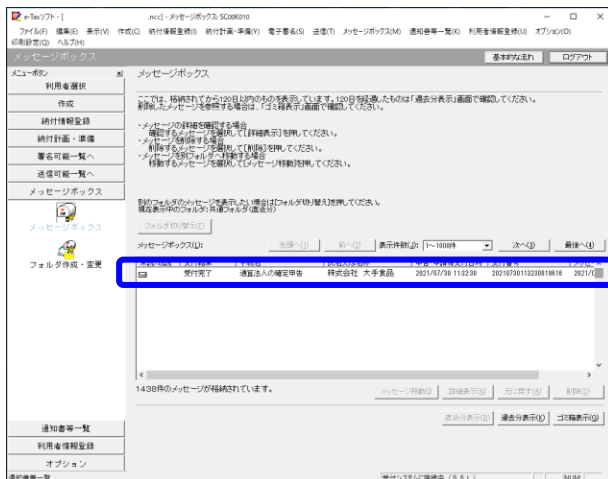 e-Taxソフト - [ .ncc] - メッセージボックス: SC00K010
ファイル(F) 編集(E) 表示(V) 作成(C) 納付情報登録(I) 納付計画・準備(Y) 電子署名(S) 送信(T) メッセージボックス(M) 通知書等一覧(K) 利用者情報登録(U) オプション(O)
印刷設定(Q) ヘルプ(H)
メッセージボックス 基本的な流れ ログアウト
メニューボタン
利用者選択
作成
納付情報登録
納付計画・準備
署名可能一覧へ
送信可能一覧へ
メッセージボックス
メッセージボックス
フォルダ作成・変更
通知書等一覧
利用者情報登録
オプション
メッセージボックス
ここでは、格納されてから120日以内のものを表示しています。120日を経過したものは「過去分表示」画面で確認してください。
削除したメッセージを参照する場合は、「ゴミ箱表示」画面で確認してください。
・メッセージの詳細を確認する場合
確認するメッセージを選択して[詳細表示]を押してください。
・メッセージを削除する場合
削除するメッセージを選択して[削除]を押してください。
・メッセージを別フォルダへ移動する場合
移動するメッセージを選択して[メッセージ移動]を押してください。
別のフォルダのメッセージを表示したい場合は[フォルダ切り替え]を押してください。
現在表示中のフォルダ:共通フォルダ(直近分)
フォルダ切り替え(F)
メッセージボックス(L): 先頭へ(1) 前へ(2) 表示件数(J): 1~1000件 次へ(3) 最後へ(4)
受付完了 通算法人の確定申告 株式会社 大手食品 2021/07/30 11:32:30 20210730113230819616 2021/
1438件のメッセージが格納されています。
メッセージ移動(G) 詳細表示(N) 元に戻す(A) 削除(D)
直近分表示(B) 過去分表示(K) ゴミ箱表示(O)
通知書等一覧 受付システムに接続中 (SSL) NUM